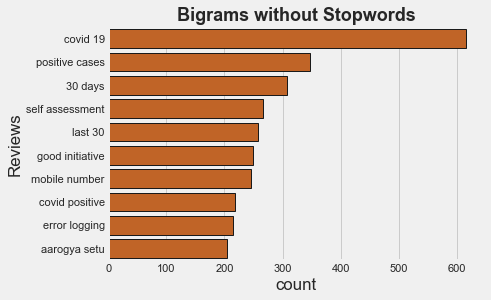 Bigrams without Stopwords
Reviews
covid 19
positive cases
30 days
self assessment
last 30
good initiative
mobile number
covid positive
error logging
aarogya setu
0 100 200 300 400 500 600
count